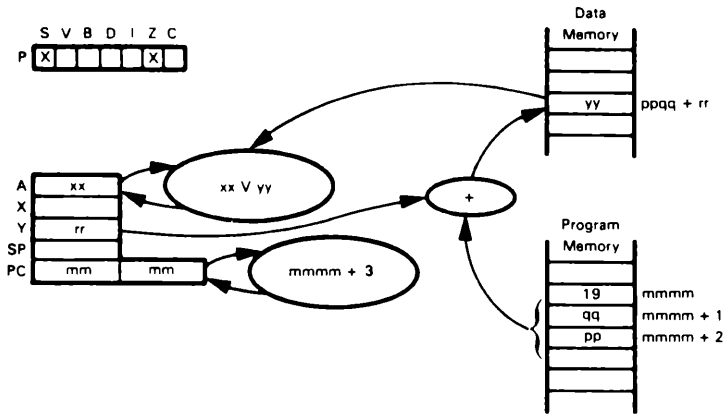 S V B D I Z C
P X X
Data
Memory
yy ppqq + rr
A xx
X
Y rr
SP
PC mm mm
xx V yy
+
mmmm + 3
Program
Memory
19 mmmm
qq mmmm + 1
pp mmmm + 2